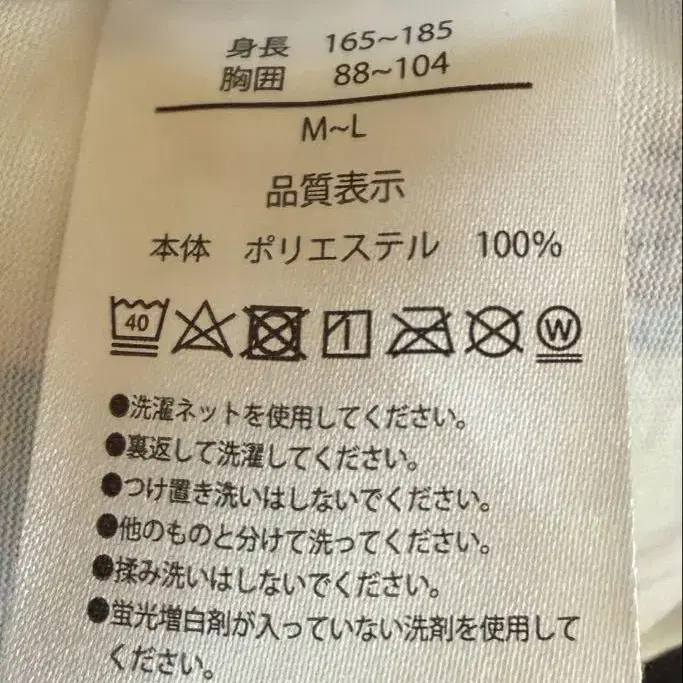 身長 165~185
胸囲 88~104
M~L
品質表示
本体 ポリエステル 100%
40 W
●洗濯ネットを使用してください。
●裏返して洗濯してください。
●つけ置き洗いはしないでください。
●他のものと分けて洗ってください。
●揉み洗いはしないでください。
●蛍光増白剤が入っていない洗剤を使用して
ください。